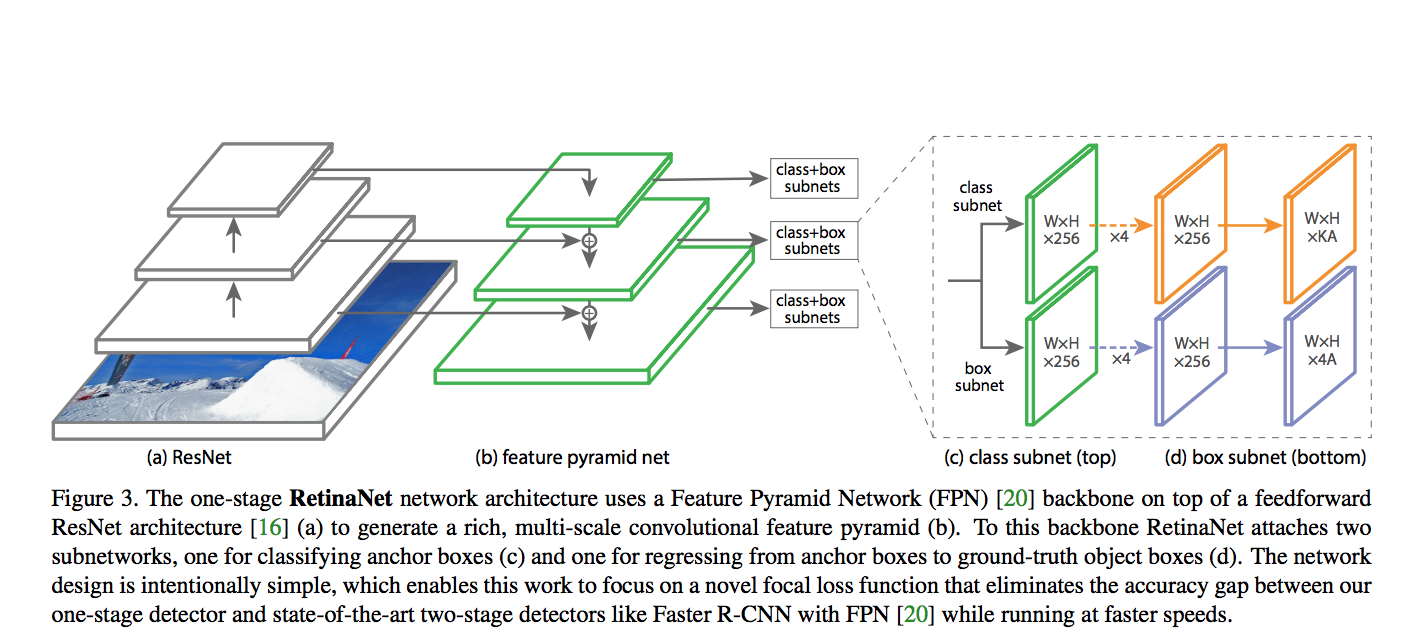 class+box
subnets
class+box
subnets
class+box
subnets
class
subnet
W×H
×256
×4
W×H
×256
W×H
×KA
box
subnet
W×H
×256
×4
W×H
×256
W×H
×4A
(a) ResNet
(b) feature pyramid net
(c) class subnet (top)
(d) box subnet (bottom)
Figure 3. The one-stage RetinaNet network architecture uses a Feature Pyramid Network (FPN) [20] backbone on top of a feedforward
ResNet architecture [16] (a) to generate a rich, multi-scale convolutional feature pyramid (b). To this backbone RetinaNet attaches two
subnetworks, one for classifying anchor boxes (c) and one for regressing from anchor boxes to ground-truth object boxes (d). The network
design is intentionally simple, which enables this work to focus on a novel focal loss function that eliminates the accuracy gap between our
one-stage detector and state-of-the-art two-stage detectors like Faster R-CNN with FPN [20] while running at faster speeds.